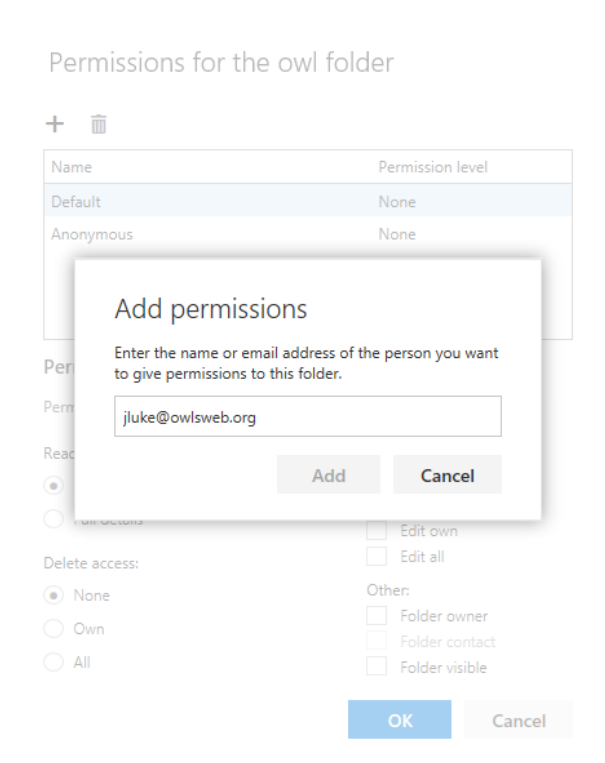 Permissions for the owl folder
Name Permission level
Default None
Anonymous None
Add permissions
Enter the name or email address of the person you want
to give permissions to this folder.
jluke@owlsweb.org
Add Cancel
Edit own
Edit all
Delete access:
None
Own
All
Other:
Folder owner
Folder contact
Folder visible
OK Cancel